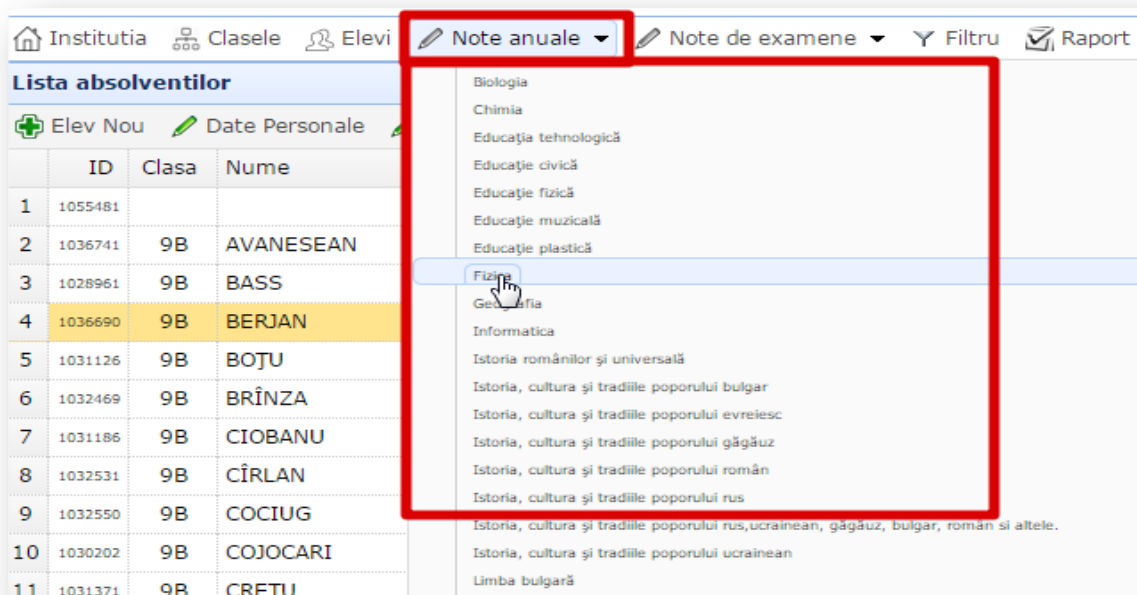 Institutia Clasele Elevi Note anuale Note de examene Filtru Raport
Lista absolventilor
Elev Nou Date Personale
ID Clasa Nume
1 1055481
2 1036741 9B AVANESEAN
3 1028961 9B BASS
4 1036690 9B BERJAN
5 1031126 9B BOŢU
6 1032469 9B BRÎNZA
7 1031186 9B CIOBANU
8 1032531 9B CÎRLAN
9 1032550 9B COCIUG
10 1030202 9B COJOCARI
11 1031371 9B CREŢU
Biologia
Chimia
Educaţia tehnologică
Educaţie civică
Educaţie fizică
Educaţie muzicală
Educaţie plastică
Fizica
Geografia
Informatica
Istoria românilor şi universală
Istoria, cultura şi tradiile poporului bulgar
Istoria, cultura şi tradiile poporului evreiesc
Istoria, cultura şi tradiile poporului găgăuz
Istoria, cultura şi tradiile poporului român
Istoria, cultura şi tradiile poporului rus
Istoria, cultura şi tradiile poporului rus,ucrainean, găgăuz, bulgar, român si altele.
Istoria, cultura şi tradiile poporului ucrainean
Limba bulgară